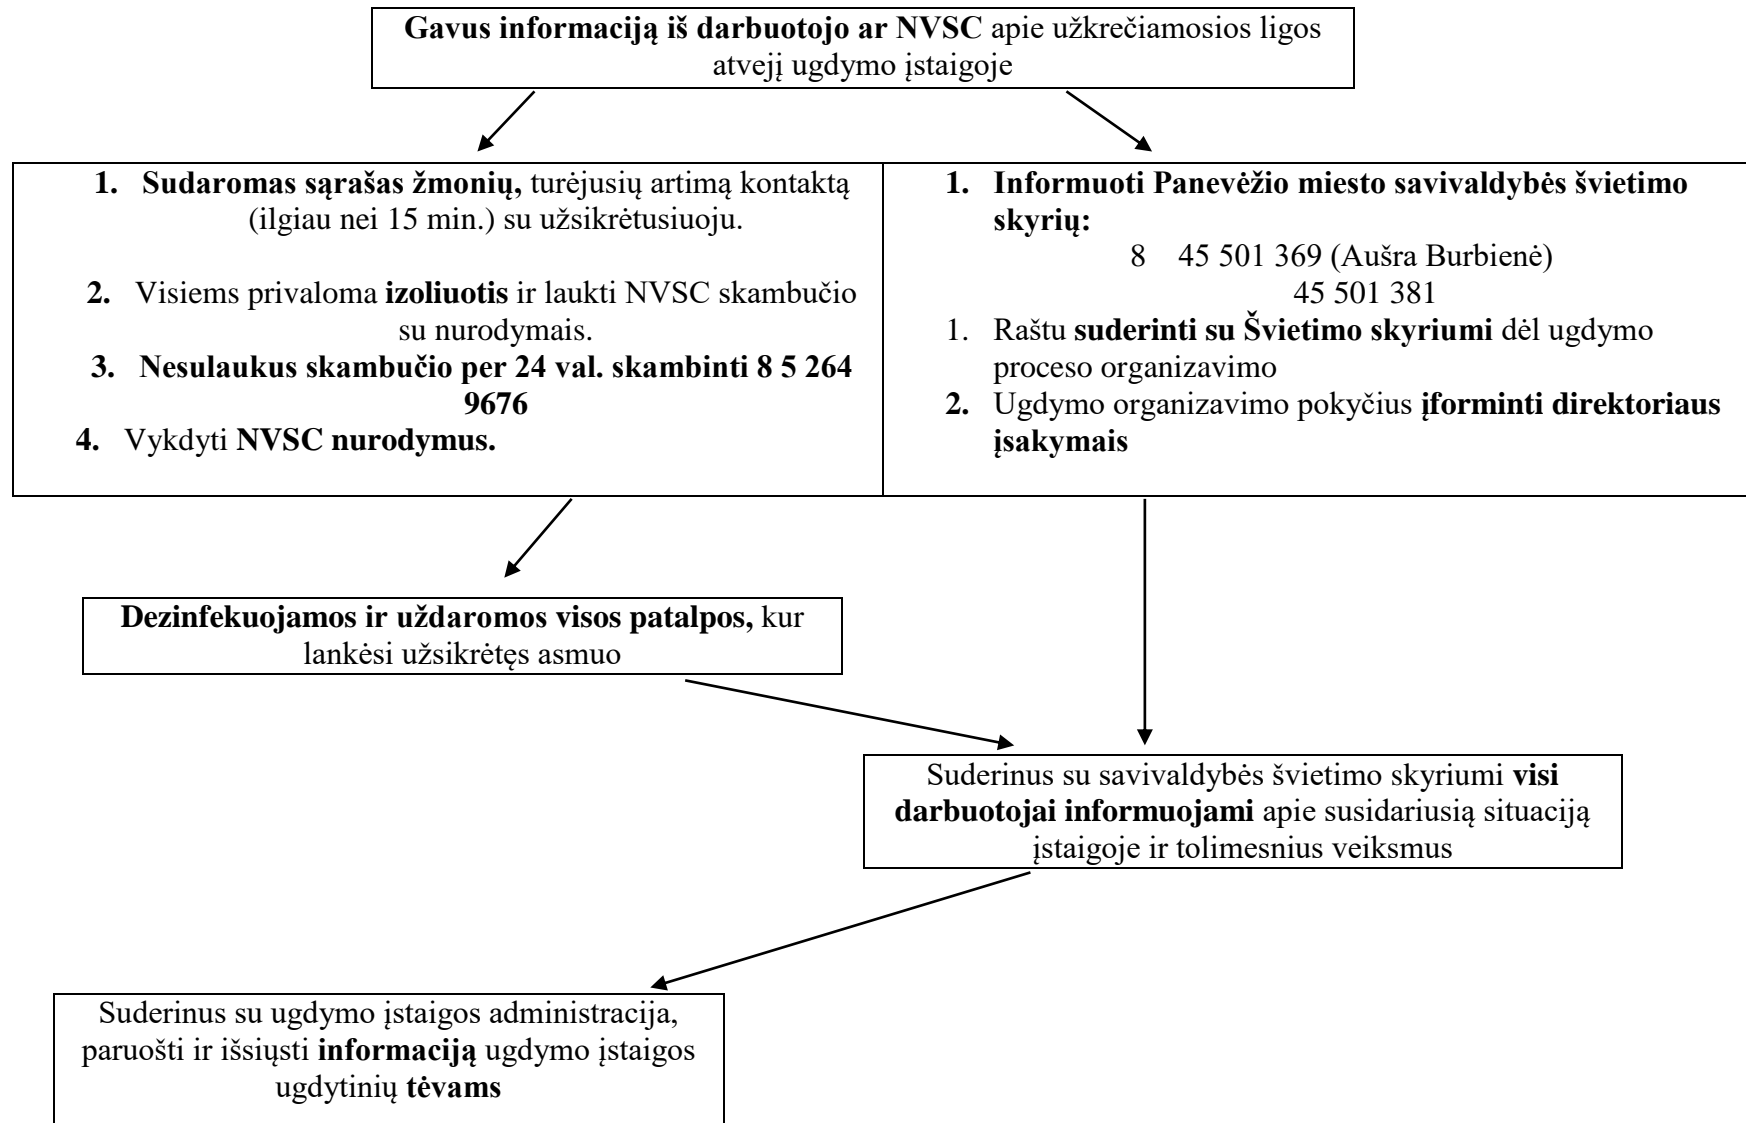 Gavus informaciją iš darbuotojo ar NVSC apie užkrečiamosios ligos
atvejį ugdymo įstaigoje
1. Sudaromas sąrašas žmonių, turėjusių artimą kontaktą
(ilgiau nei 15 min.) su užsikrėtusiuoju.
2. Visiems privaloma izoliuotis ir laukti NVSC skambučio
su nurodymais.
3. Nesulaukus skambučio per 24 val. skambinti 8 5 264
9676
4. Vykdyti NVSC nurodymus.
1. Informuoti Panevėžio miesto savivaldybės švietimo
skyrių:
8 45 501 369 (Aušra Burbienė)
45 501 381
1. Raštu suderinti su Švietimo skyriumi dėl ugdymo
proceso organizavimo
2. Ugdymo organizavimo pokyčius įforminti direktoriaus
įsakymais
Dezinfekuojamos ir uždaromos visos patalpos, kur
lankėsi užsikrėtęs asmuo
Suderinus su savivaldybės švietimo skyriumi visi
darbuotojai informuojami apie susidariusią situaciją
įstaigoje ir tolimesnius veiksmus
Suderinus su ugdymo įstaigos administracija,
paruošti ir išsiųsti informaciją ugdymo įstaigos
ugdytinių tėvams